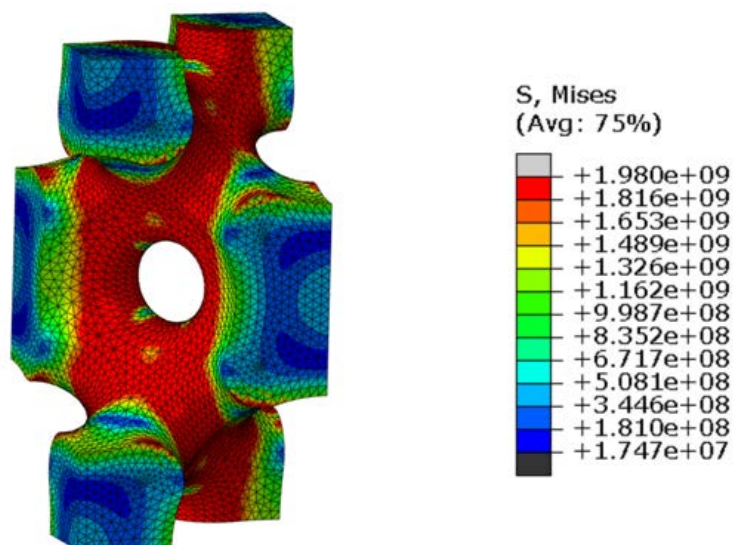 S, Mises
(Avg: 75%)
+1.980e+09
+1.816e+09
+1.653e+09
+1.489e+09
+1.326e+09
+1.162e+09
+9.987e+08
+8.352e+08
+6.717e+08
+5.081e+08
+3.446e+08
+1.810e+08
+1.747e+07